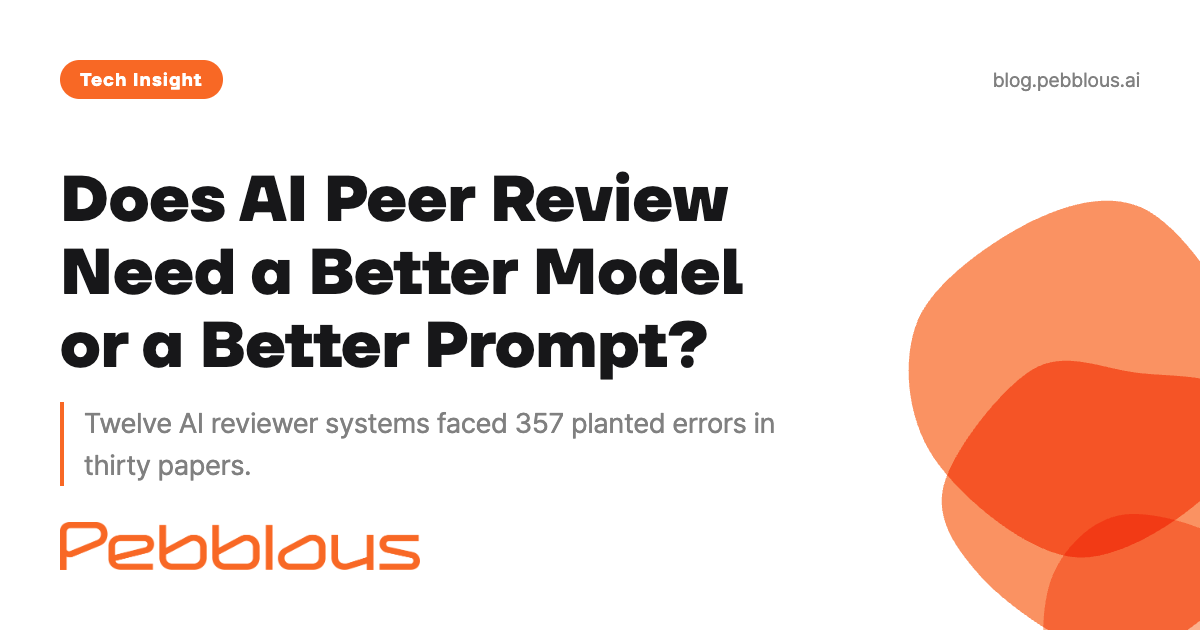 Tech Insight
blog.pebblous.ai
Does AI Peer Review
Need a Better Model
or a Better Prompt?
Twelve AI reviewer systems faced 357 planted errors in
thirty papers.
Pebblous